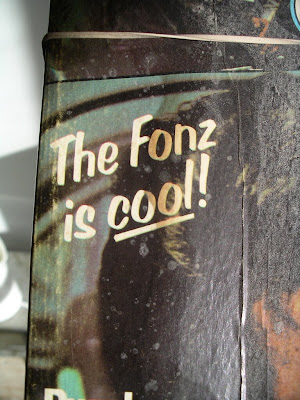 The Fonz
is cool!